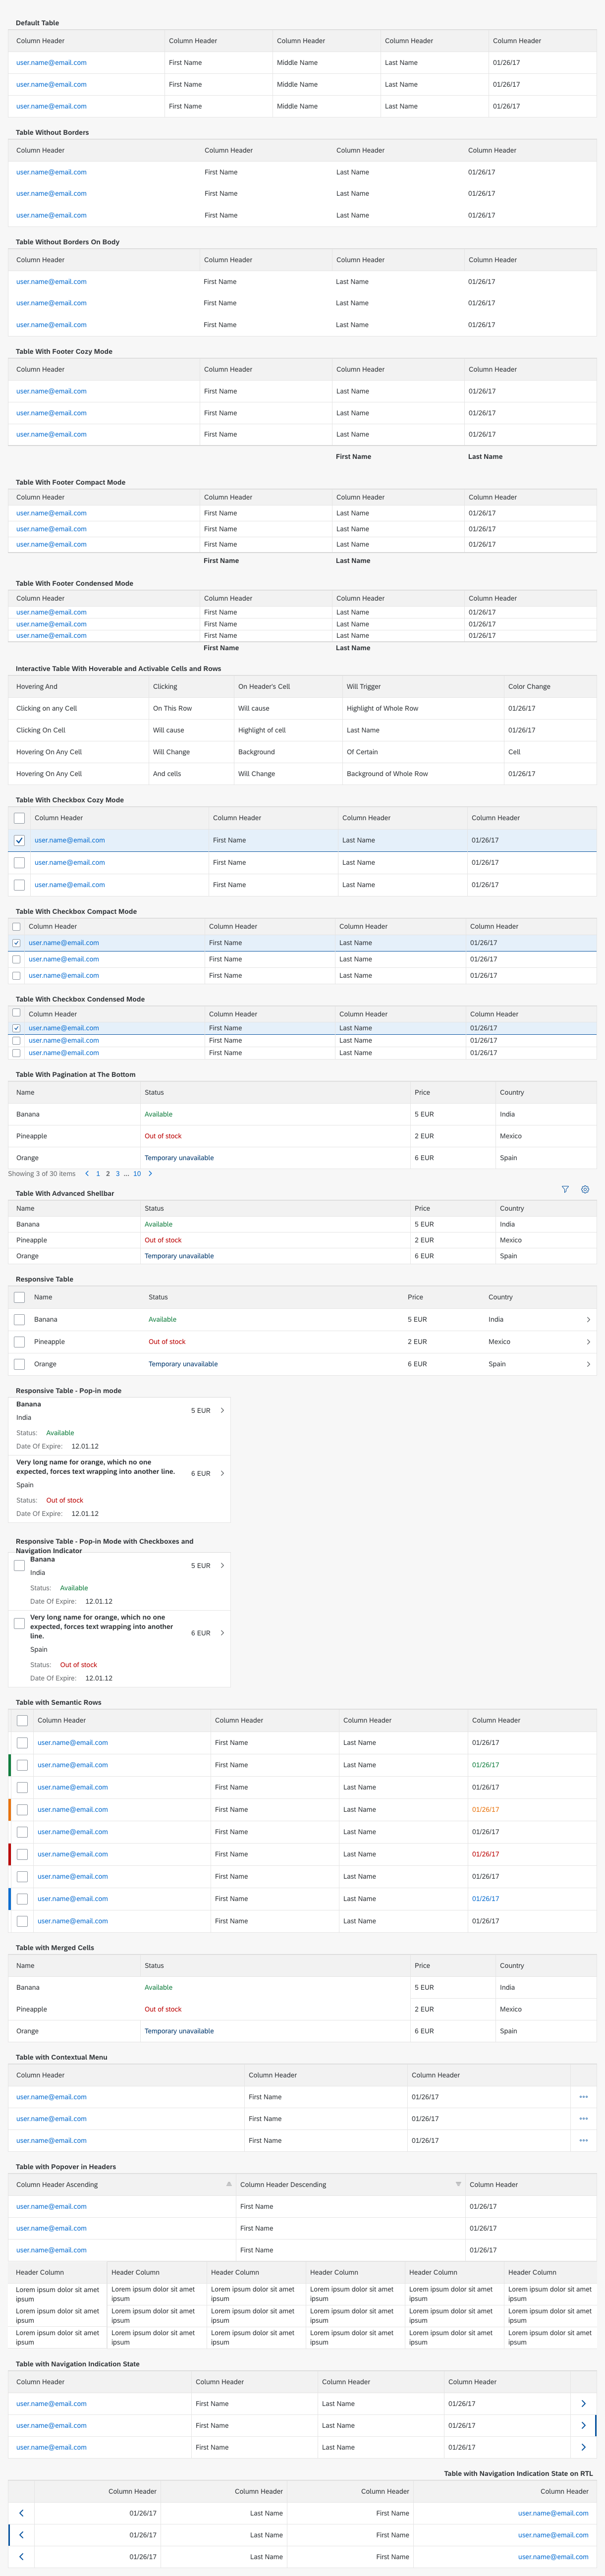 Default Table
Column Header Column Header Column Header Column Header Column Header
user.name@email.com First Name Middle Name Last Name 01/26/17
user.name@email.com First Name Middle Name Last Name 01/26/17
user.name@email.com First Name Middle Name Last Name 01/26/17
Table Without Borders
Column Header Column Header Column Header Column Header
user.name@email.com First Name Last Name 01/26/17
user.name@email.com First Name Last Name 01/26/17
user.name@email.com First Name Last Name 01/26/17
Table Without Borders On Body
Column Header Column Header Column Header Column Header
user.name@email.com First Name Last Name 01/26/17
user.name@email.com First Name Last Name 01/26/17
user.name@email.com First Name Last Name 01/26/17
Table With Footer Cozy Mode
Column Header Column Header Column Header Column Header
user.name@email.com First Name Last Name 01/26/17
user.name@email.com First Name Last Name 01/26/17
user.name@email.com First Name Last Name 01/26/17
First Name Last Name
Table With Footer Compact Mode
Column Header Column Header Column Header Column Header
user.name@email.com First Name Last Name 01/26/17
user.name@email.com First Name Last Name 01/26/17
user.name@email.com First Name Last Name 01/26/17
First Name Last Name
Table With Footer Condensed Mode
Column Header Column Header Column Header Column Header
user.name@email.com First Name Last Name 01/26/17
user.name@email.com First Name Last Name 01/26/17
user.name@email.com First Name Last Name 01/26/17
First Name Last Name
Interactive Table With Hoverable and Activable Cells and Rows
Hovering And Clicking On Header's Cell Will Trigger Color Change
Clicking on any Cell On This Row Will cause Highlight of Whole Row 01/26/17
Clicking On Cell Will cause Highlight of cell Last Name 01/26/17
Hovering On Any Cell Will Change Background Of Certain Cell
Hovering On Any Cell And cells Will Change Background of Whole Row 01/26/17
Table With Checkbox Cozy Mode
Column Header Column Header Column Header Column Header
user.name@email.com First Name Last Name 01/26/17
user.name@email.com First Name Last Name 01/26/17
user.name@email.com First Name Last Name 01/26/17
Table With Checkbox Compact Mode
Column Header Column Header Column Header Column Header
user.name@email.com First Name Last Name 01/26/17
user.name@email.com First Name Last Name 01/26/17
user.name@email.com First Name Last Name 01/26/17
Table With Checkbox Condensed Mode
Column Header Column Header Column Header Column Header
user.name@email.com First Name Last Name 01/26/17
user.name@email.com First Name Last Name 01/26/17
user.name@email.com First Name Last Name 01/26/17
Table With Pagination at The Bottom
Name Status Price Country
Banana Available 5 EUR India
Pineapple Out of stock 2 EUR Mexico
Orange Temporary unavailable 6 EUR Spain
Showing 3 of 30 items 1 2 3 ... 10
Table With Advanced Shellbar
Name Status Price Country
Banana Available 5 EUR India
Pineapple Out of stock 2 EUR Mexico
Orange Temporary unavailable 6 EUR Spain
Responsive Table
Name Status Price Country
Banana Available 5 EUR India
Pineapple Out of stock 2 EUR Mexico
Orange Temporary unavailable 6 EUR Spain
Responsive Table - Pop-in mode
Banana 5 EUR
India
Status: Available
Date Of Expire: 12.01.12
Very long name for orange, which no one
expected, forces text wrapping into another line. 6 EUR
Spain
Status: Out of stock
Date Of Expire: 12.01.12
Responsive Table - Pop-in Mode with Checkboxes and
Navigation Indicator
Banana 5 EUR
India
Status: Available
Date Of Expire: 12.01.12
Very long name for orange, which no one
expected, forces text wrapping into another 6 EUR
line.
Spain
Status: Out of stock
Date Of Expire: 12.01.12
Table with Semantic Rows
Column Header Column Header Column Header Column Header
user.name@email.com First Name Last Name 01/26/17
user.name@email.com First Name Last Name 01/26/17
user.name@email.com First Name Last Name 01/26/17
user.name@email.com First Name Last Name 01/26/17
user.name@email.com First Name Last Name 01/26/17
user.name@email.com First Name Last Name 01/26/17
user.name@email.com First Name Last Name 01/26/17
user.name@email.com First Name Last Name 01/26/17
user.name@email.com First Name Last Name 01/26/17
Table with Merged Cells
Name Status Price Country
Banana Available 5 EUR India
Pineapple Out of stock 2 EUR Mexico
Orange Temporary unavailable 6 EUR Spain
Table with Contextual Menu
Column Header Column Header Column Header
user.name@email.com First Name 01/26/17
user.name@email.com First Name 01/26/17
user.name@email.com First Name 01/26/17
Table with Popover in Headers
Column Header Ascending Column Header Descending Column Header
user.name@email.com First Name 01/26/17
user.name@email.com First Name 01/26/17
user.name@email.com First Name 01/26/17
Header Column Header Column Header Column Header Column Header Column Header Column
Lorem ipsum dolor sit amet Lorem ipsum dolor sit amet Lorem ipsum dolor sit amet Lorem ipsum dolor sit amet Lorem ipsum dolor sit amet Lorem ipsum dolor sit amet
ipsum ipsum ipsum ipsum ipsum ipsum
Lorem ipsum dolor sit amet Lorem ipsum dolor sit amet Lorem ipsum dolor sit amet Lorem ipsum dolor sit amet Lorem ipsum dolor sit amet Lorem ipsum dolor sit amet
ipsum ipsum ipsum ipsum ipsum ipsum
Lorem ipsum dolor sit amet Lorem ipsum dolor sit amet Lorem ipsum dolor sit amet Lorem ipsum dolor sit amet Lorem ipsum dolor sit amet Lorem ipsum dolor sit amet
ipsum ipsum ipsum ipsum ipsum ipsum
Table with Navigation Indication State
Column Header Column Header Column Header Column Header
user.name@email.com First Name Last Name 01/26/17
user.name@email.com First Name Last Name 01/26/17
user.name@email.com First Name Last Name 01/26/17
Table with Navigation Indication State on RTL
Column Header Column Header Column Header Column Header
01/26/17 Last Name First Name user.name@email.com
01/26/17 Last Name First Name user.name@email.com
01/26/17 Last Name First Name user.name@email.com